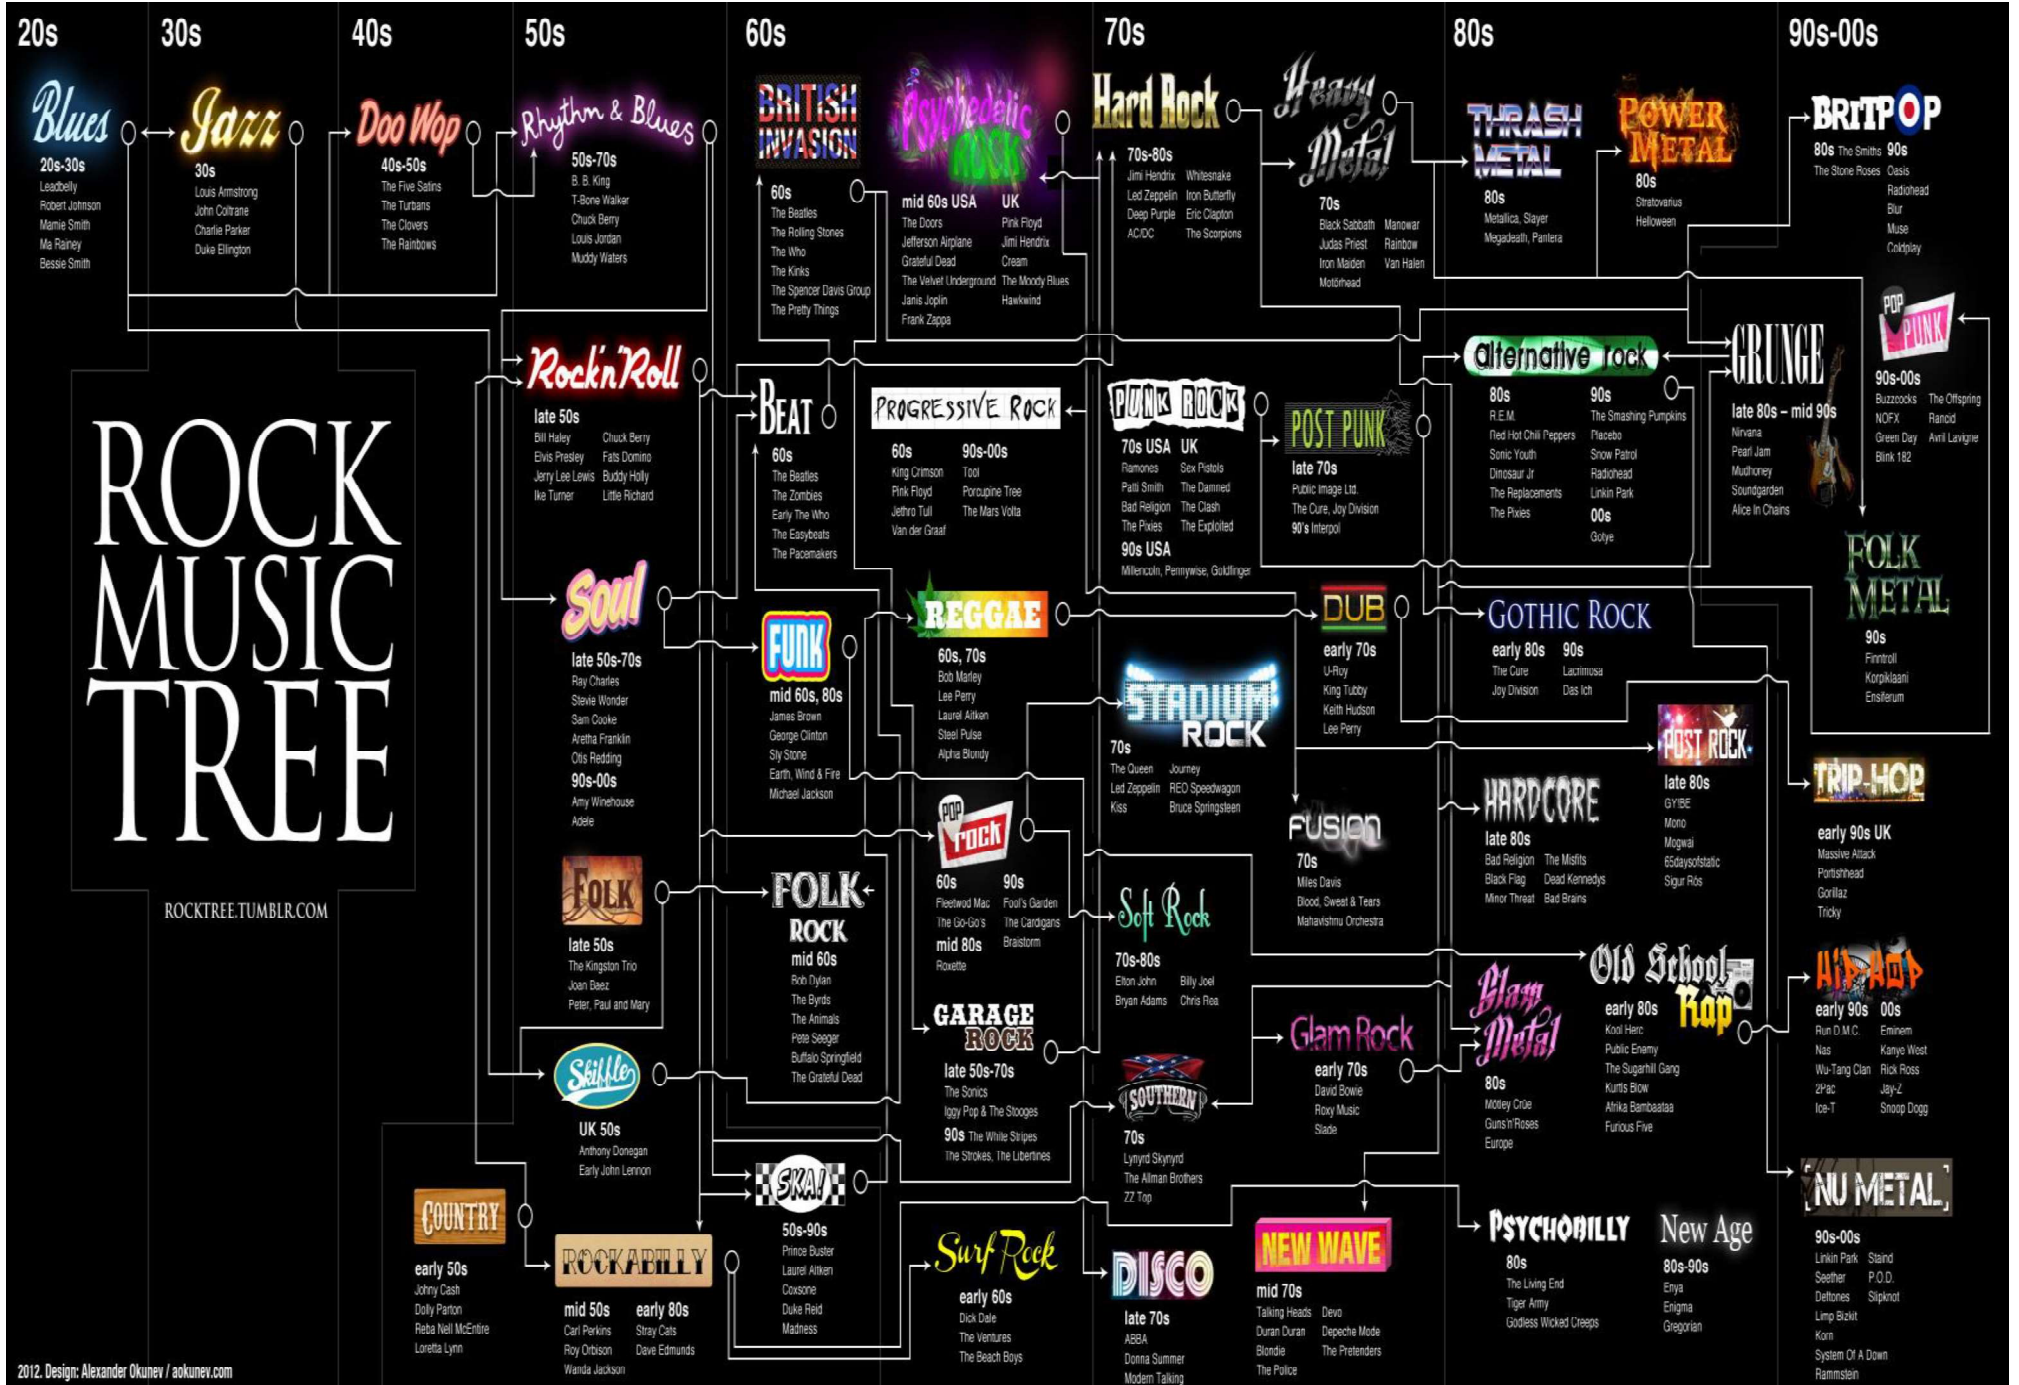 20s
30s
40s
50s
60s
70s
80s
90s-00s
Blues
20s-30s
Leadbelly
Robert Johnson
Mamie Smith
Ma Rainey
Bessie Smith
Jazz
30s
Louis Armstrong
John Coltrane
Charlie Parker
Duke Ellington
Doo Wop
40s-50s
The Five Satins
The Turbans
The Clovers
The Rainbows
Rhythm & Blues
50s-70s
B. B. King
T-Bone Walker
Chuck Berry
Louis Jordan
Muddy Waters
BRITISH
INVASION
60s
The Beatles
The Rolling Stones
The Who
The Kinks
The Spencer Davis Group
The Pretty Things
Psychedelic
ROCK
mid 60s USA
The Doors
Jefferson Airplane
Grateful Dead
The Velvet Underground
Janis Joplin
Frank Zappa
UK
Pink Floyd
Jimi Hendrix
Cream
The Moody Blues
Hawkwind
Hard Rock
70s-80s
Jimi Hendrix Whitesnake
Led Zeppelin Iron Butterfly
Deep Purple Eric Clapton
AC/DC The Scorpions
Heavy
Metal
70s
Black Sabbath Manowar
Judas Priest Rainbow
Iron Maiden Van Halen
Motörhead
THRASH
METAL
80s
Metallica, Slayer
Megadeath, Pantera
POWER
METAL
80s
Stratovarius
Helloween
BRITPOP
80s The Smiths
The Stone Roses
90s
Oasis
Radiohead
Blur
Muse
Coldplay
Rock'n'Roll
late 50s
Bill Haley Chuck Berry
Elvis Presley Fats Domino
Jerry Lee Lewis Buddy Holly
Ike Turner Little Richard
BEAT
60s
The Beatles
The Zombies
Early The Who
The Easybeats
The Pacemakers
PROGRESSIVE ROCK
60s
King Crimson
Pink Floyd
Jethro Tull
Van der Graaf
90s-00s
Tool
Porcupine Tree
The Mars Volta
PUNK ROCK
70s USA
Ramones
Patti Smith
Bad Religion
The Pixies
UK
Sex Pistols
The Damned
The Clash
The Exploited
90s USA
Millencoln, Pennywise, Goldfinger
POST PUNK
late 70s
Public Image Ltd.
The Cure, Joy Division
90's Interpol
alternative rock
80s
R.E.M.
Red Hot Chili Peppers
Sonic Youth
Dinosaur Jr
The Replacements
The Pixies
90s
The Smashing Pumpkins
Placebo
Snow Patrol
Radiohead
Linkin Park
00s
Gotye
GRUNGE
late 80s – mid 90s
Nirvana
Pearl Jam
Mudhoney
Soundgarden
Alice In Chains
POP
PUNK
90s-00s
Buzzcocks The Offspring
NOFX Rancid
Green Day Avril Lavigne
Blink 182
ROCK
MUSIC
TREE
ROCKTREE.TUMBLR.COM
Soul
late 50s-70s
Ray Charles
Stevie Wonder
Sam Cooke
Aretha Franklin
Otis Redding
90s-00s
Amy Winehouse
Adele
FUNK
mid 60s, 80s
James Brown
George Clinton
Sly Stone
Earth, Wind & Fire
Michael Jackson
REGGAE
60s, 70s
Bob Marley
Lee Perry
Laurel Aitken
Steel Pulse
Alpha Blondy
STADIUM
ROCK
70s
The Queen Journey
Led Zeppelin REO Speedwagon
Kiss Bruce Springsteen
DUB
early 70s
U-Roy
King Tubby
Keith Hudson
Lee Perry
GOTHIC ROCK
early 80s
The Cure
Joy Division
90s
Lacrimosa
Das Ich
FOLK
METAL
90s
Finntroll
Korpiklaani
Ensiferum
POST ROCK
late 80s
GY!BE
Mono
Mogwai
65daysofstatic
Sigur Rós
TRIP-HOP
early 90s UK
Massive Attack
Portishhead
Gorillaz
Tricky
FOLK
late 50s
The Kingston Trio
Joan Baez
Peter, Paul and Mary
FOLK
ROCK
mid 60s
Bob Dylan
The Byrds
The Animals
Pete Seeger
Buffalo Springfield
The Grateful Dead
POP
rock
60s
Fleetwod Mac
The Go-Go's
mid 80s
Roxette
90s
Fool's Garden
The Cardigans
Braistorm
Soft Rock
70s-80s
Elton John Billy Joel
Bryan Adams Chris Rea
FUSION
70s
Miles Davis
Blood, Sweat & Tears
Mahavishnu Orchestra
HARDCORE
late 80s
Bad Religion The Misfits
Black Flag Dead Kennedys
Minor Threat Bad Brains
Skiffle
UK 50s
Anthony Donegan
Early John Lennon
GARAGE
ROCK
late 50s-70s
The Sonics
Iggy Pop & The Stooges
90s The White Stripes
The Strokes, The Libertines
SOUTHERN
70s
Lynyrd Skynyrd
The Allman Brothers
ZZ Top
Glam Rock
early 70s
David Bowie
Roxy Music
Slade
Glam
Metal
80s
Mötley Crüe
Guns'n'Roses
Europe
Old School
Rap
early 80s
Kool Herc
Public Enemy
The Sugarhill Gang
Kurtis Blow
Afrika Bambaataa
Furious Five
HIP-HOP
early 90s
Run D.M.C.
Nas
Wu-Tang Clan
2Pac
Ice-T
00s
Eminem
Kanye West
Rick Ross
Jay-Z
Snoop Dogg
COUNTRY
early 50s
Johny Cash
Dolly Parton
Reba Nell McEntire
Loretta Lynn
ROCKABILLY
mid 50s
Carl Perkins
Roy Orbison
Wanda Jackson
early 80s
Stray Cats
Dave Edmunds
SKA!
50s-90s
Prince Buster
Laurel Aitken
Coxsone
Duke Reid
Madness
Surf Rock
early 60s
Dick Dale
The Ventures
The Beach Boys
DISCO
late 70s
ABBA
Donna Summer
Modern Talking
NEW WAVE
mid 70s
Talking Heads Devo
Duran Duran Depeche Mode
Blondie The Pretenders
The Police
PSYCHOBILLY
80s
The Living End
Tiger Army
Godless Wicked Creeps
New Age
80s-90s
Enya
Enigma
Gregorian
NU METAL
90s-00s
Linkin Park Staind
Seether P.O.D.
Deftones Slipknot
Limp Bizkit
Korn
System Of A Down
Rammstein
2012. Design: Alexander Okunev / aokunev.com